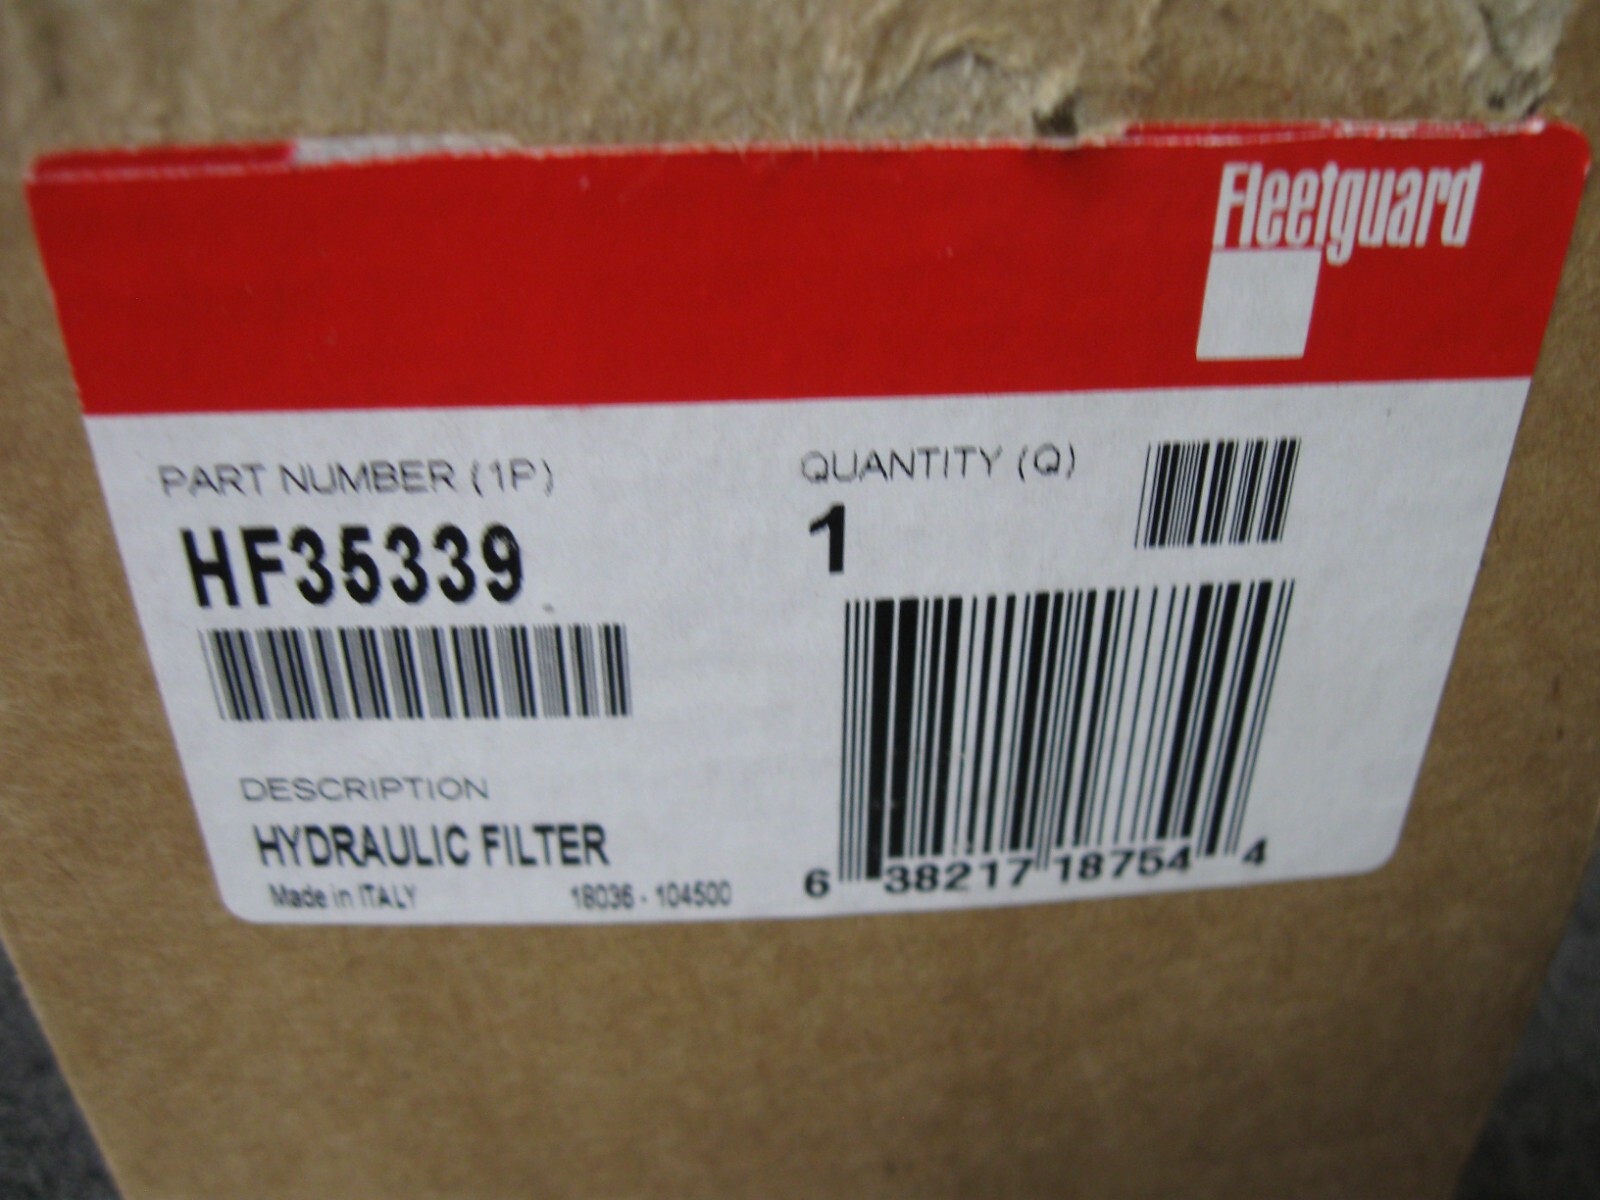 Fleetguard
PART NUMBER (1P)
HF35339
QUANTITY (Q)
1
DESCRIPTION
HYDRAULIC FILTER
Made in ITALY
18036 - 104500
6 38217 18754 4